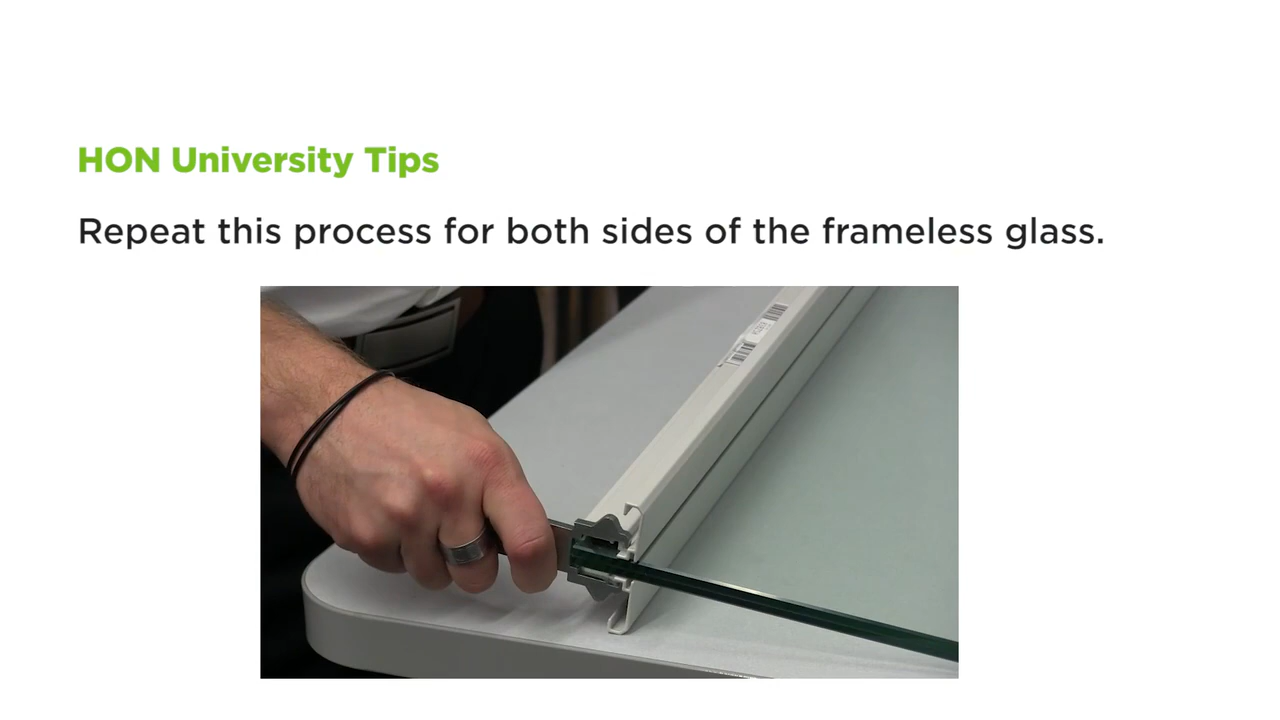 HON University Tips
Repeat this process for both sides of the frameless glass.